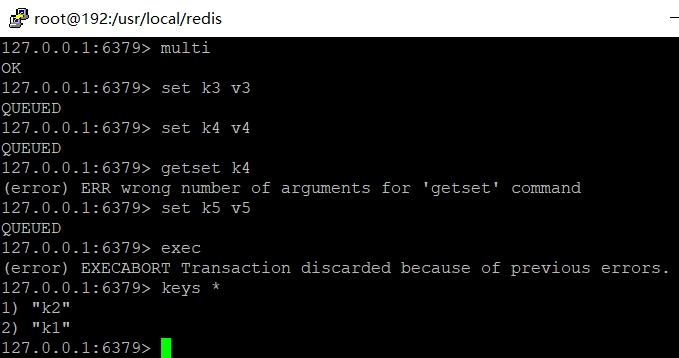 root@192:/usr/local/redis
127.0.0.1:6379> multi
OK
127.0.0.1:6379> set k3 v3
QUEUED
127.0.0.1:6379> set k4 v4
QUEUED
127.0.0.1:6379> getset k4
(error) ERR wrong number of arguments for 'getset' command
127.0.0.1:6379> set k5 v5
QUEUED
127.0.0.1:6379> exec
(error) EXECABORT Transaction discarded because of previous errors.
127.0.0.1:6379> keys *
1) "k2"
2) "k1"
127.0.0.1:6379>